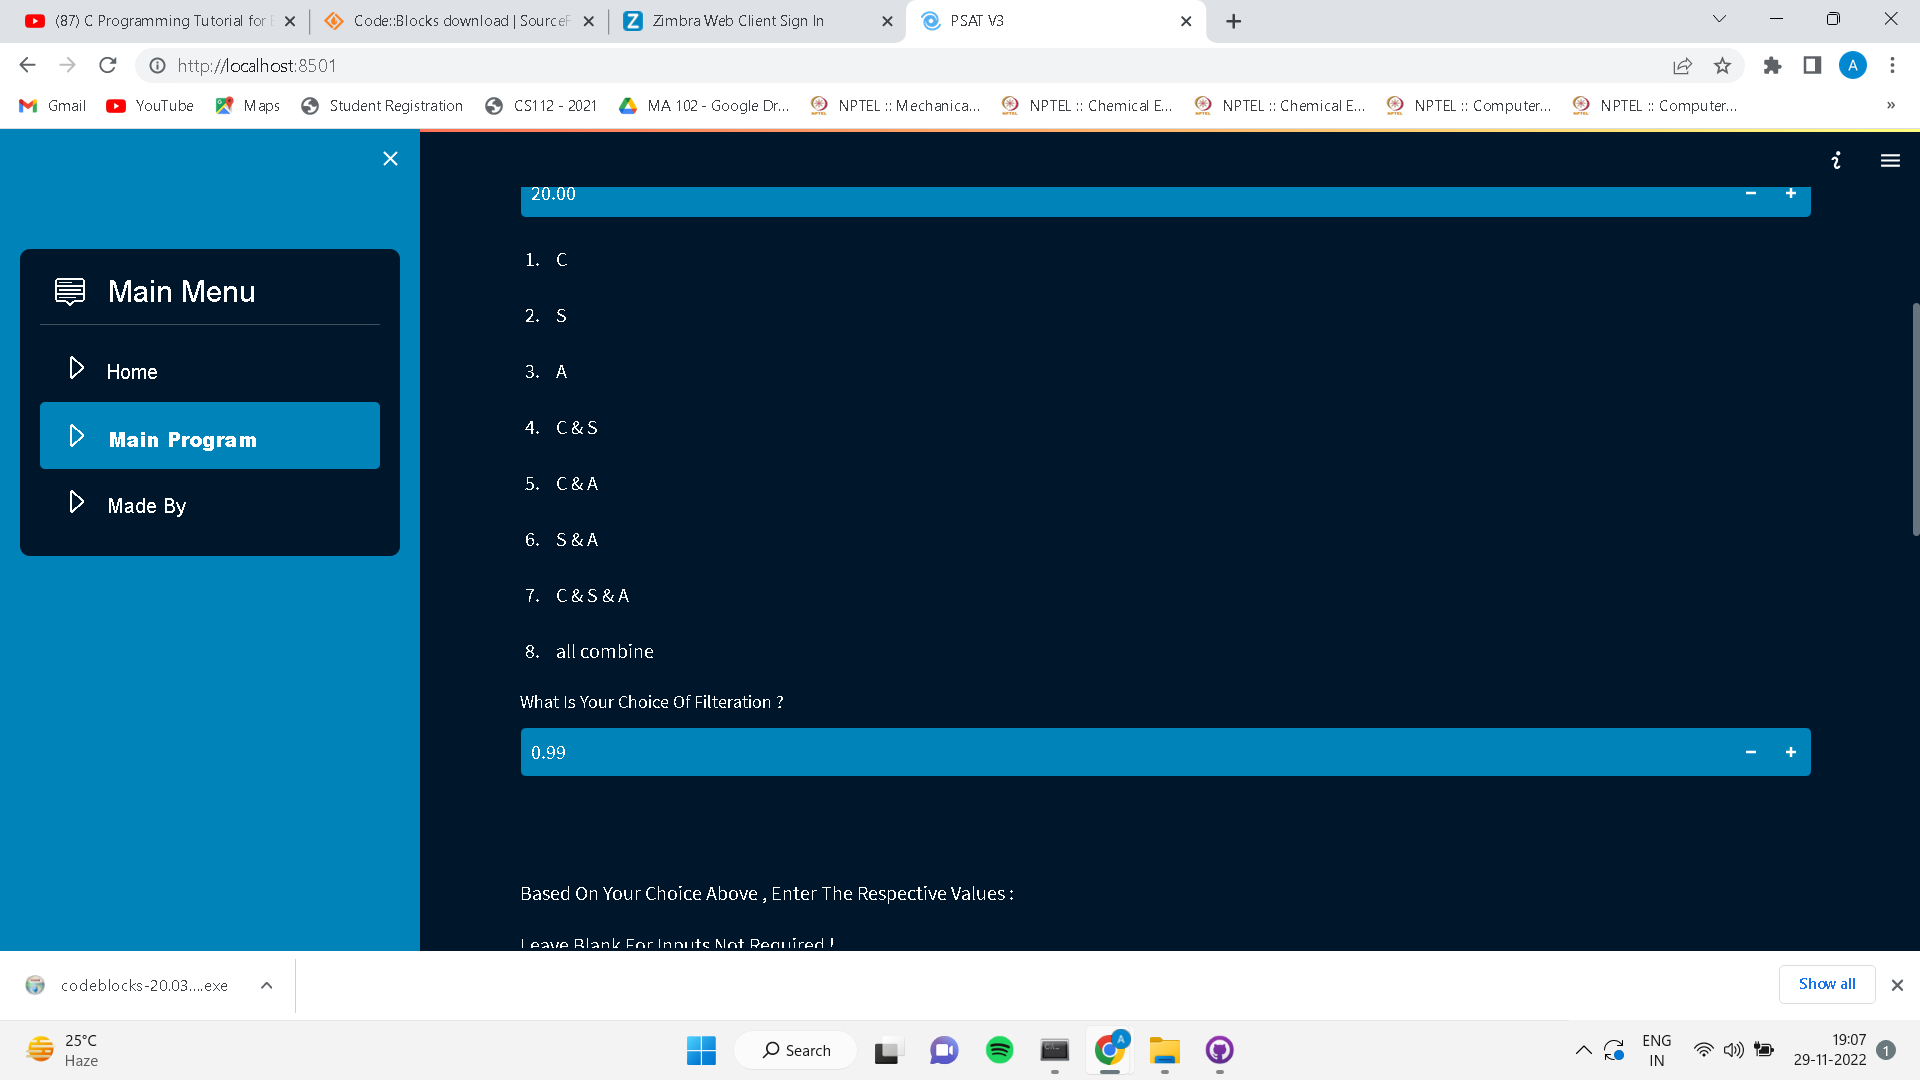 (87) C Programming Tutorial for
Code::Blocks download | Source
Zimbra Web Client Sign In
PSAT V3
http://localhost:8501
A
Gmail
YouTube
Maps
Student Registration
CS112 - 2021
MA 102 - Google Dr...
NPTEL :: Mechanica...
NPTEL :: Chemical E...
NPTEL :: Chemical E...
NPTEL :: Computer...
NPTEL :: Computer...
»
Main Menu
Home
Main Program
Made By
20.00
1. C
2. S
3. A
4. C & S
5. C & A
6. S & A
7. C & S & A
8. all combine
What Is Your Choice Of Filteration ?
0.99
Based On Your Choice Above , Enter The Respective Values :
Leave Blank For Inputs Not Required !
codeblocks-20.03....exe
Show all
25°C
Haze
Search
A
ENG
IN
19:07
29-11-2022
1